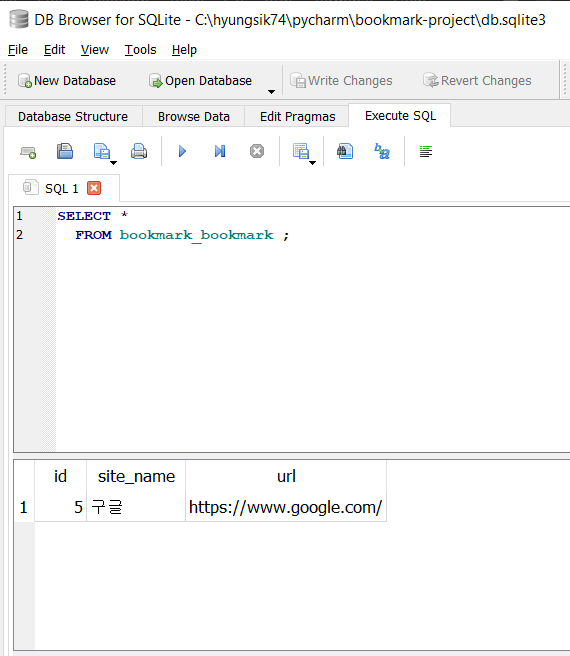 DB Browser for SQLite - C:\hyungsik74\pycharm\bookmark-project\db.sqlite3
File Edit View Tools Help
New Database Open Database Write Changes Revert Changes
Database Structure Browse Data Edit Pragmas Execute SQL
SQL 1
1 SELECT *
2 FROM bookmark_bookmark ;
id site_name url
1 5 구글 https://www.google.com/